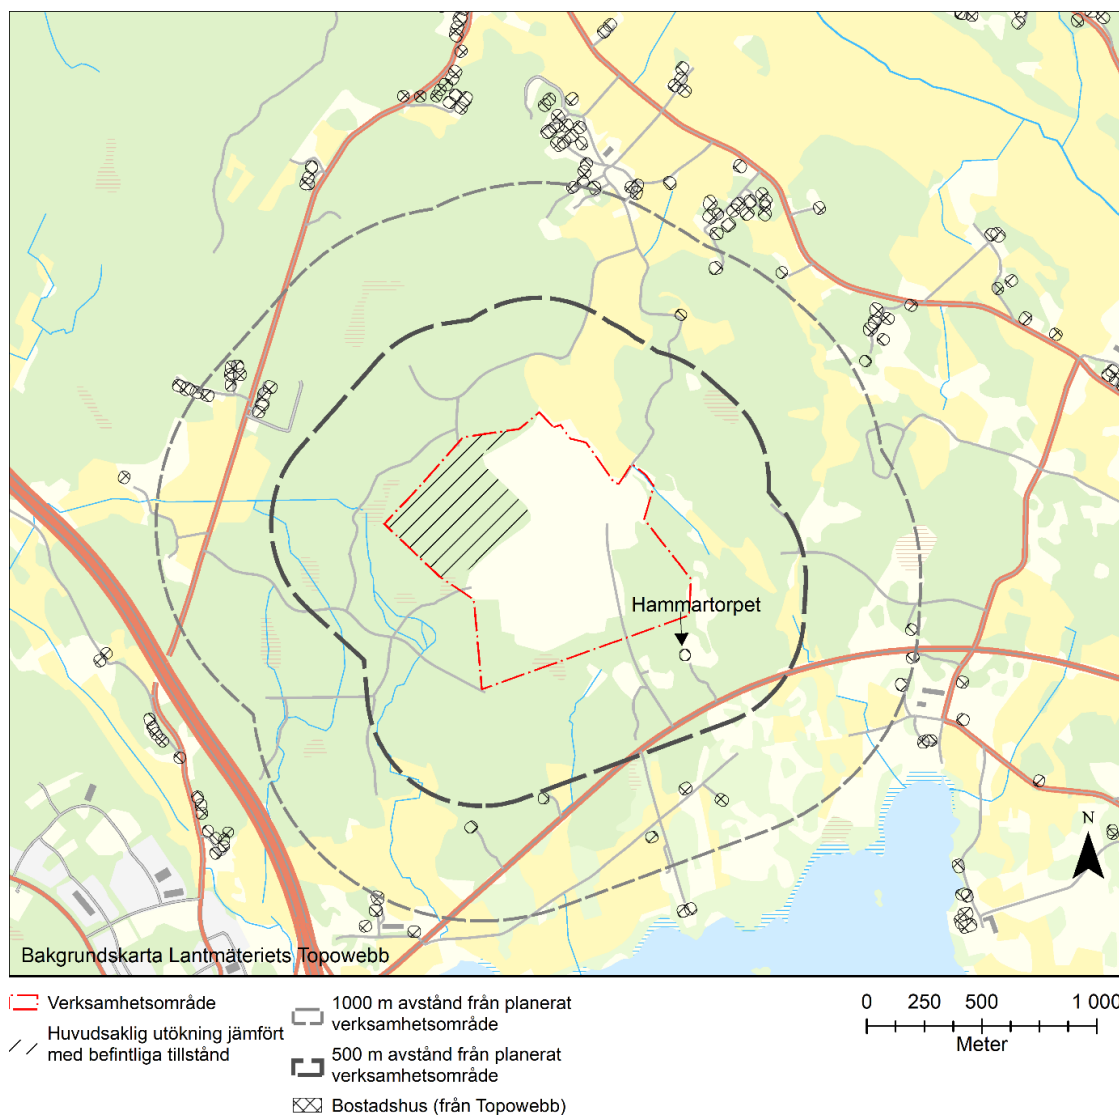 Hammartorpet
N
Bakgrundskarta Lantmäteriets Topowebb
Verksamhetsområde
Huvudsaklig utökning jämfört
med befintliga tillstånd
1000 m avstånd från planerat
verksamhetsområde
500 m avstånd från planerat
verksamhetsområde
Bostadshus (från Topowebb)
0 250 500 1 000
Meter